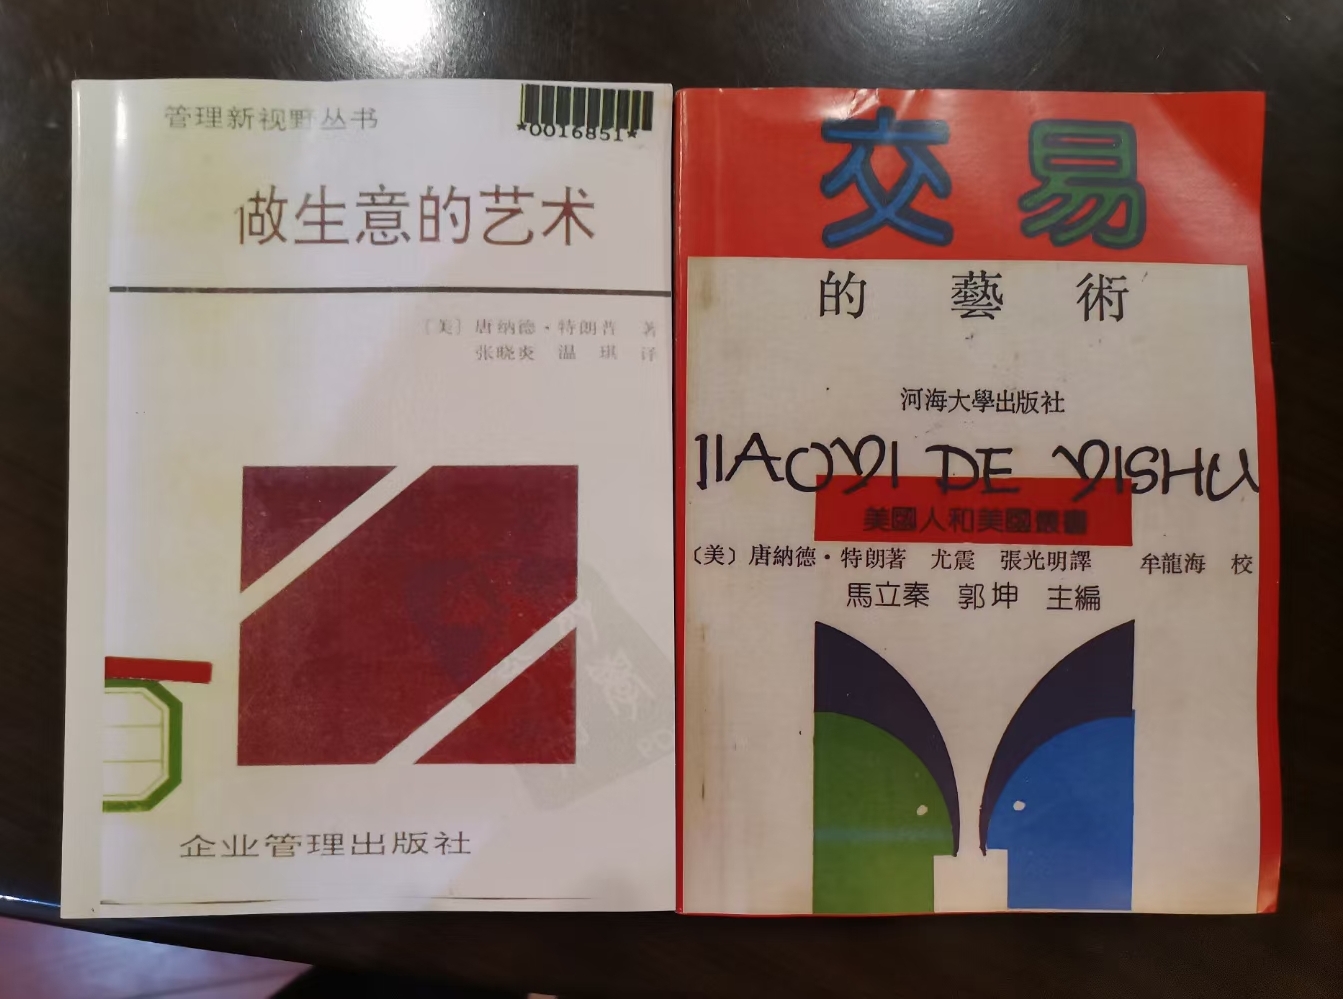 管理新视野丛书
*0016851*
做生意的艺术
［美］唐纳德·特朗普 著
张晓炎 温琪 译
企业管理出版社
交易
的藝術
河海大學出版社
JIAOYI DE YISHU
美國人和美國叢書
（美）唐納德·特朗著 尤震 張光明譯 牟龍海 校
馬立秦 郭坤 主編